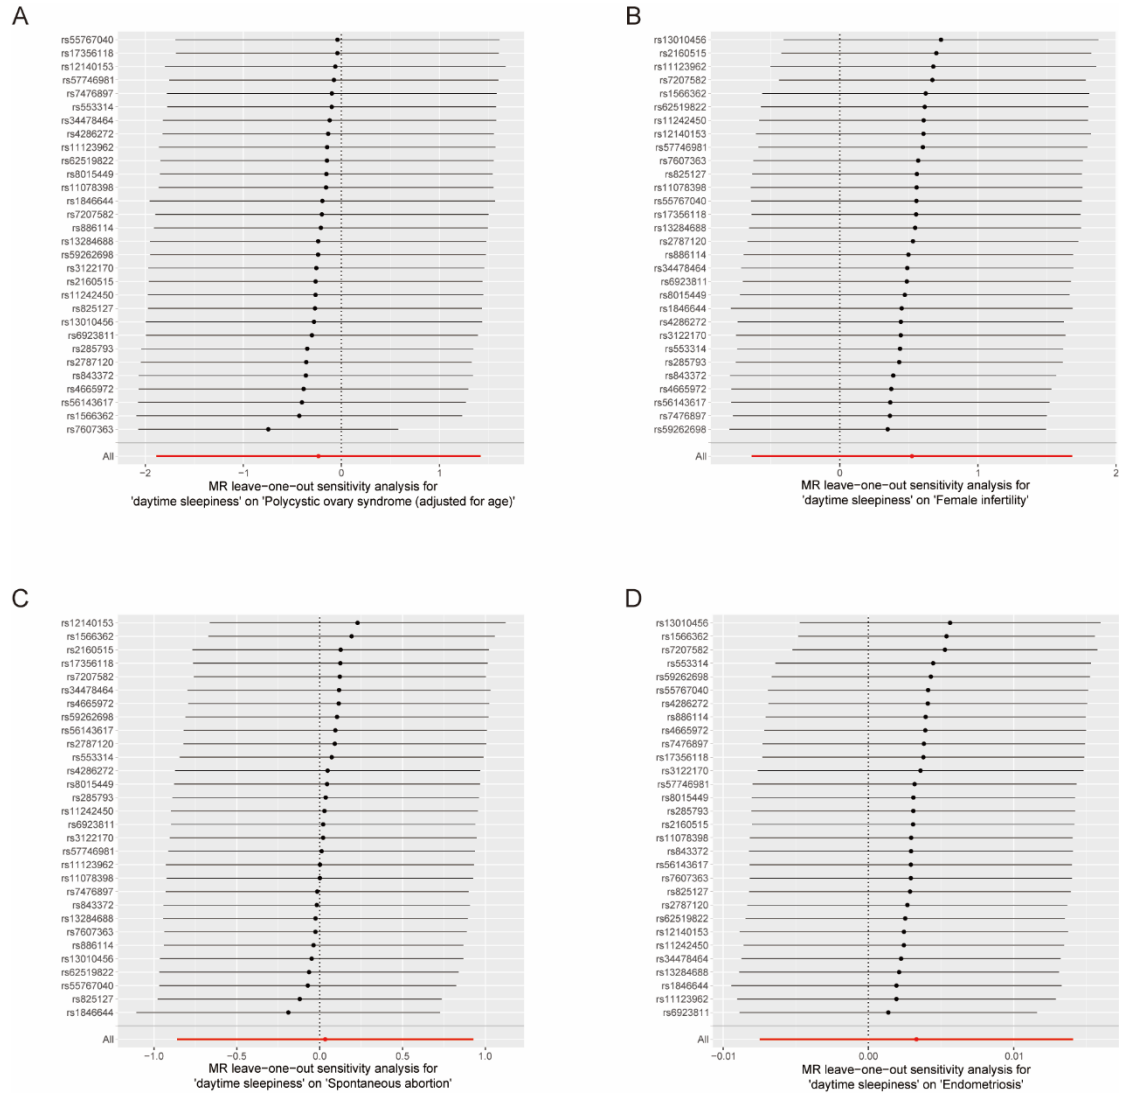 A
rs55767040
rs17356118
rs12140153
rs57746981
rs7476897
rs553314
rs34478464
rs4286272
rs11123962
rs62519822
rs8015449
rs11078398
rs1846644
rs7207582
rs886114
rs13284688
rs59262698
rs3122170
rs2160515
rs11242450
rs825127
rs13010456
rs6923811
rs285793
rs2787120
rs843372
rs4665972
rs56143617
rs1566362
rs7607363
All
−2 −1 0 1
MR leave−one−out sensitivity analysis for
'daytime sleepiness' on 'Polycystic ovary syndrome (adjusted for age)'
B
rs13010456
rs2160515
rs11123962
rs7207582
rs1566362
rs62519822
rs11242450
rs12140153
rs57746981
rs7607363
rs825127
rs11078398
rs55767040
rs17356118
rs13284688
rs2787120
rs886114
rs34478464
rs6923811
rs8015449
rs1846644
rs4286272
rs3122170
rs553314
rs285793
rs843372
rs4665972
rs56143617
rs7476897
rs59262698
All
0 1 2
MR leave−one−out sensitivity analysis for
'daytime sleepiness' on 'Female infertility'
C
rs12140153
rs1566362
rs2160515
rs17356118
rs7207582
rs34478464
rs4665972
rs59262698
rs56143617
rs2787120
rs553314
rs4286272
rs8015449
rs285793
rs11242450
rs6923811
rs3122170
rs57746981
rs11123962
rs11078398
rs7476897
rs843372
rs13284688
rs7607363
rs886114
rs13010456
rs62519822
rs55767040
rs825127
rs1846644
All
−1.0 −0.5 0.0 0.5 1.0
MR leave−one−out sensitivity analysis for
'daytime sleepiness' on 'Spontaneous abortion'
D
rs13010456
rs1566362
rs7207582
rs553314
rs59262698
rs55767040
rs4286272
rs886114
rs4665972
rs7476897
rs17356118
rs3122170
rs57746981
rs8015449
rs285793
rs2160515
rs11078398
rs843372
rs56143617
rs7607363
rs825127
rs2787120
rs62519822
rs12140153
rs11242450
rs34478464
rs13284688
rs1846644
rs11123962
rs6923811
All
−0.01 0.00 0.01
MR leave−one−out sensitivity analysis for
'daytime sleepiness' on 'Endometriosis'